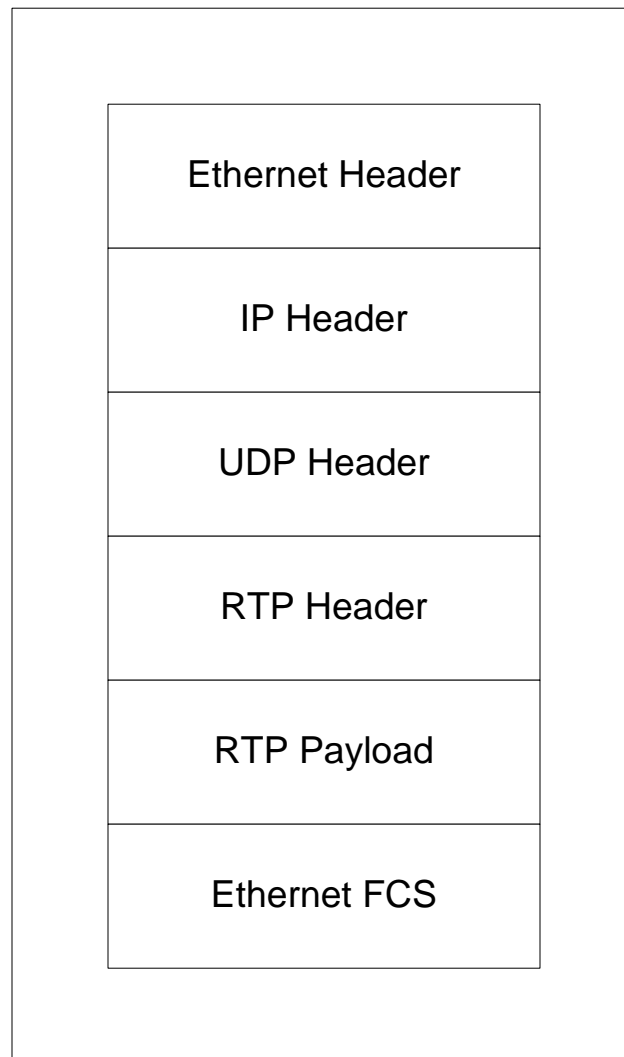 Ethernet Header
IP Header
UDP Header
RTP Header
RTP Payload
Ethernet FCS